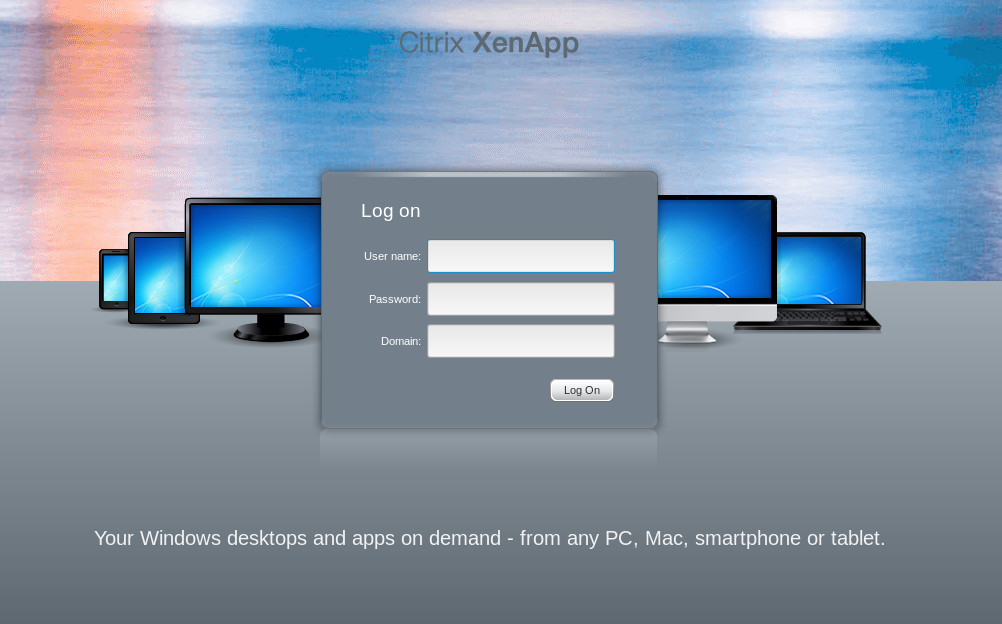 Citrix XenApp
Log on
User name:
Password:
Domain:
Log On
Your Windows desktops and apps on demand - from any PC, Mac, smartphone or tablet.